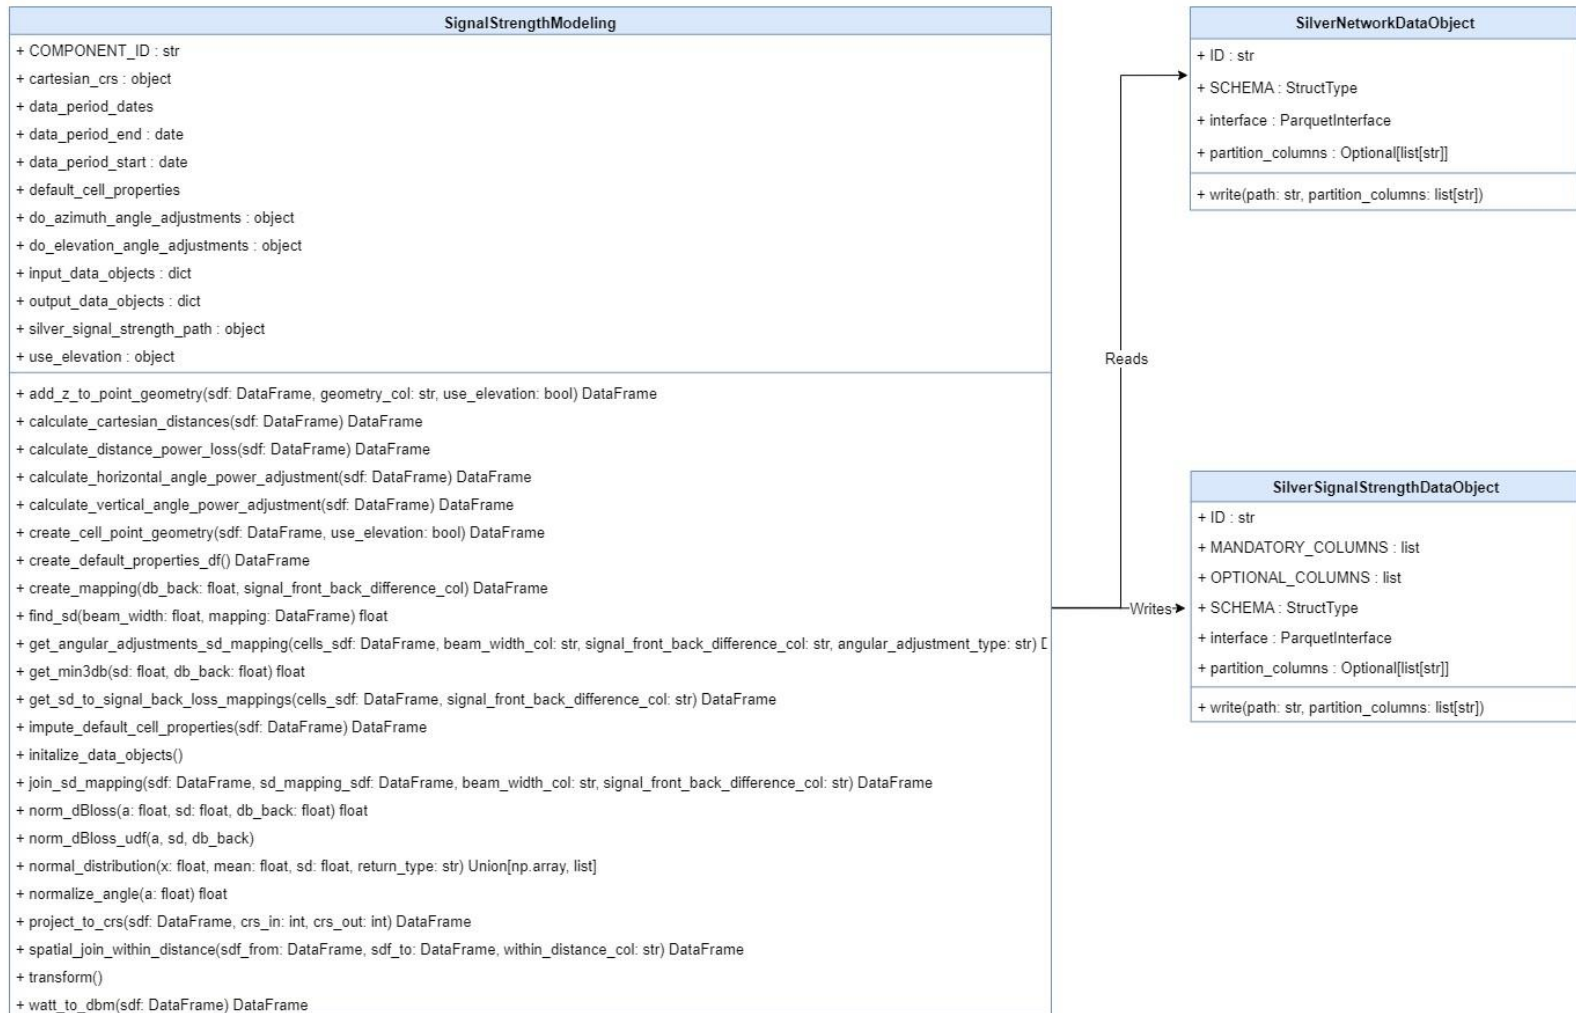 SignalStrengthModeling
+ COMPONENT_ID : str
+ cartesian_crs : object
+ data_period_dates
+ data_period_end : date
+ data_period_start : date
+ default_cell_properties
+ do_azimuth_angle_adjustments : object
+ do_elevation_angle_adjustments : object
+ input_data_objects : dict
+ output_data_objects : dict
+ silver_signal_strength_path : object
+ use_elevation : object
+ add_z_to_point_geometry(sdf: DataFrame, geometry_col: str, use_elevation: bool) DataFrame
+ calculate_cartesian_distances(sdf: DataFrame) DataFrame
+ calculate_distance_power_loss(sdf: DataFrame) DataFrame
+ calculate_horizontal_angle_power_adjustment(sdf: DataFrame) DataFrame
+ calculate_vertical_angle_power_adjustment(sdf: DataFrame) DataFrame
+ create_cell_point_geometry(sdf: DataFrame, use_elevation: bool) DataFrame
+ create_default_properties_df() DataFrame
+ create_mapping(db_back: float, signal_front_back_difference_col) DataFrame
+ find_sd(beam_width: float, mapping: DataFrame) float
+ get_angular_adjustments_sd_mapping(cells_sdf: DataFrame, beam_width_col: str, signal_front_back_difference_col: str, angular_adjustment_type: str)
+ get_min3db(sd: float, db_back: float) float
+ get_sd_to_signal_back_loss_mappings(cells_sdf: DataFrame, signal_front_back_difference_col: str) DataFrame
+ impute_default_cell_properties(sdf: DataFrame) DataFrame
+ initalize_data_objects()
+ join_sd_mapping(sdf: DataFrame, sd_mapping_sdf: DataFrame, beam_width_col: str, signal_front_back_difference_col: str) DataFrame
+ norm_dBloss(a: float, sd: float, db_back: float) float
+ norm_dBloss_udf(a, sd, db_back)
+ normal_distribution(x: float, mean: float, sd: float, return_type: str) Union[np.array, list]
+ normalize_angle(a: float) float
+ project_to_crs(sdf: DataFrame, crs_in: int, crs_out: int) DataFrame
+ spatial_join_within_distance(sdf_from: DataFrame, sdf_to: DataFrame, within_distance_col: str) DataFrame
+ transform()
+ watt_to_dbm(sdf: DataFrame) DataFrame
Reads
Writes
SilverNetworkDataObject
+ ID : str
+ SCHEMA : StructType
+ interface : ParquetInterface
+ partition_columns : Optional[list[str]]
+ write(path: str, partition_columns: list[str])
SilverSignalStrengthDataObject
+ ID : str
+ MANDATORY_COLUMNS : list
+ OPTIONAL_COLUMNS : list
+ SCHEMA : StructType
+ interface : ParquetInterface
+ partition_columns : Optional[list[str]]
+ write(path: str, partition_columns: list[str])